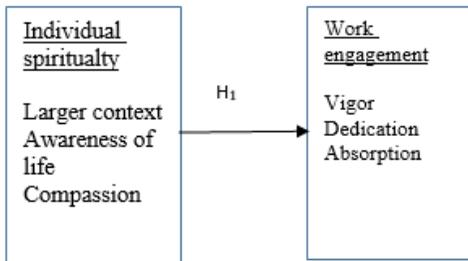 Individual
spiritualty
Larger context
Awareness of
life
Compassion
H₁
Work
engagement
Vigor
Dedication
Absorption